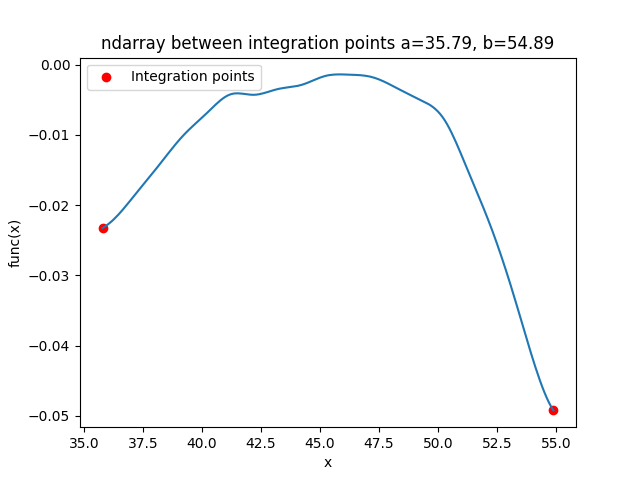 ndarray between integration points a=35.79, b=54.89
Integration points
0.00
−0.01
−0.02
−0.03
−0.04
−0.05
func(x)
35.0 37.5 40.0 42.5 45.0 47.5 50.0 52.5 55.0
x